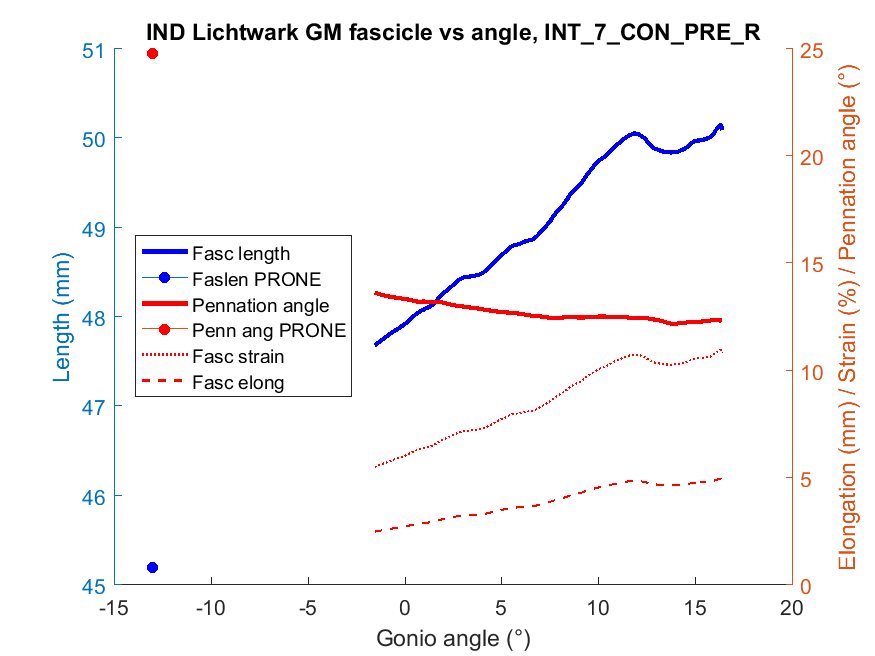 IND Lichtwark GM fascicle vs angle, INT_7_CON_PRE_R
51
50
49
48
47
46
45
Length (mm)
Fasc length
Faslen PRONE
Pennation angle
Penn ang PRONE
Fasc strain
Fasc elong
25
20
15
10
5
0
Elongation (mm) / Strain (%) / Pennation angle (°)
-15 -10 -5 0 5 10 15 20
Gonio angle (°)